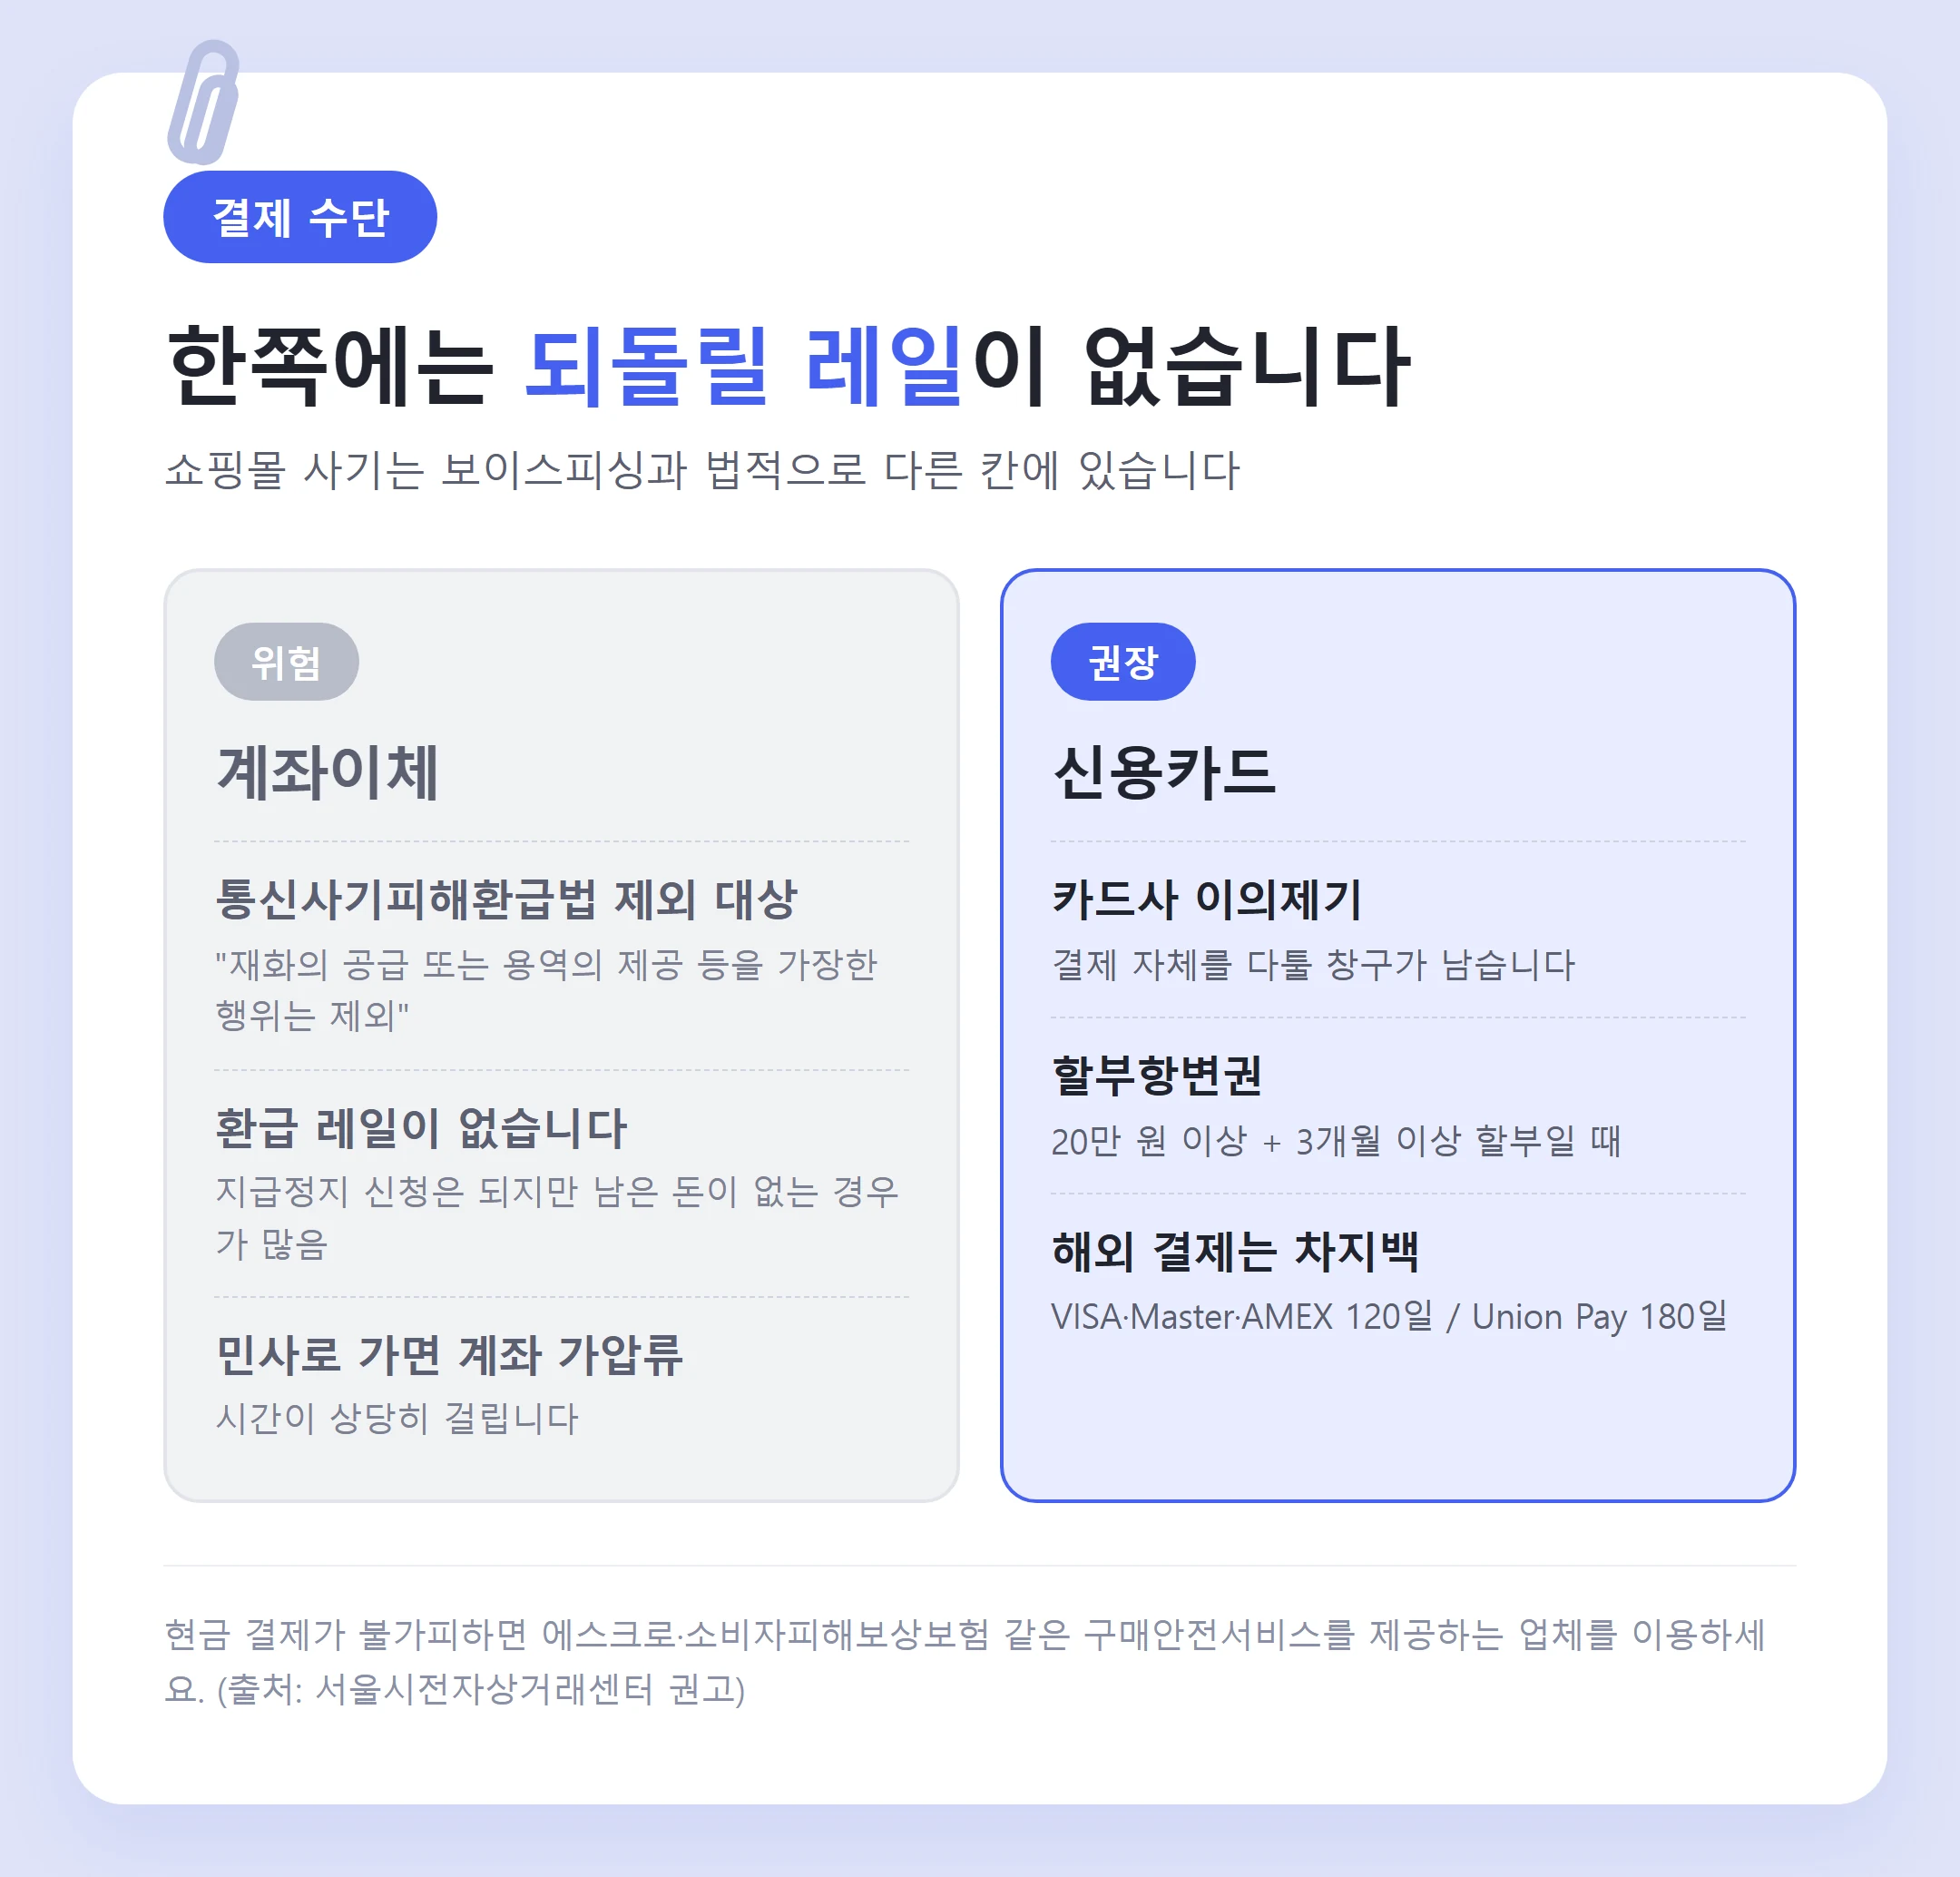 결제 수단
한쪽에는 되돌릴 레일이 없습니다
쇼핑몰 사기는 보이스피싱과 법적으로 다른 칸에 있습니다
위험
계좌이체
통신사기피해환급법 제외 대상
"재화의 공급 또는 용역의 제공 등을 가장한
행위는 제외"
환급 레일이 없습니다
지급정지 신청은 되지만 남은 돈이 없는 경우
가 많음
민사로 가면 계좌 가압류
시간이 상당히 걸립니다
권장
신용카드
카드사 이의제기
결제 자체를 다툴 창구가 남습니다
할부항변권
20만 원 이상 + 3개월 이상 할부일 때
해외 결제는 차지백
VISA·Master·AMEX 120일 / Union Pay 180일
현금 결제가 불가피하면 에스크로·소비자피해보상보험 같은 구매안전서비스를 제공하는 업체를 이용하세
요. (출처: 서울시전자상거래센터 권고)